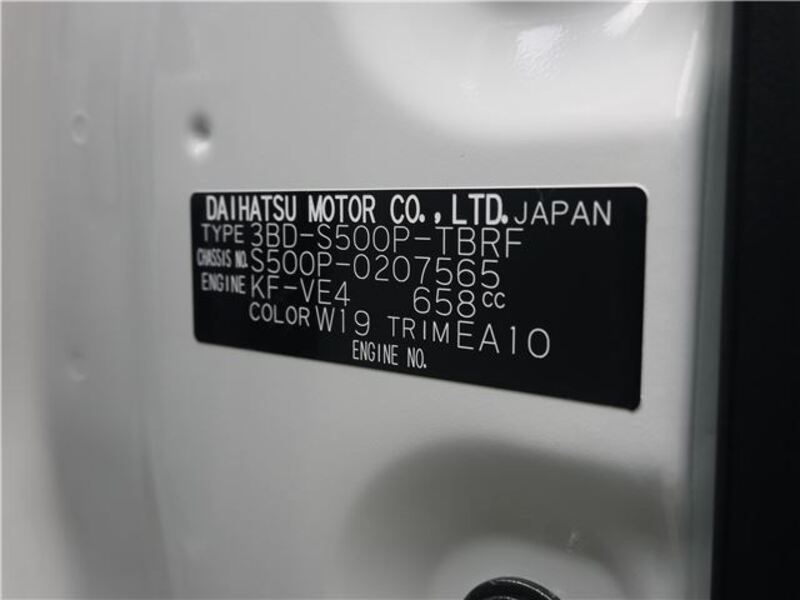 DAIHATSU MOTOR CO., LTD. JAPAN
TYPE 3BD-S500P-TBRF
CHASSIS NO. S500P-0207565
ENGINE KF-VE4 658cc
COLOR W19 TRIM EA10
ENGINE NO.